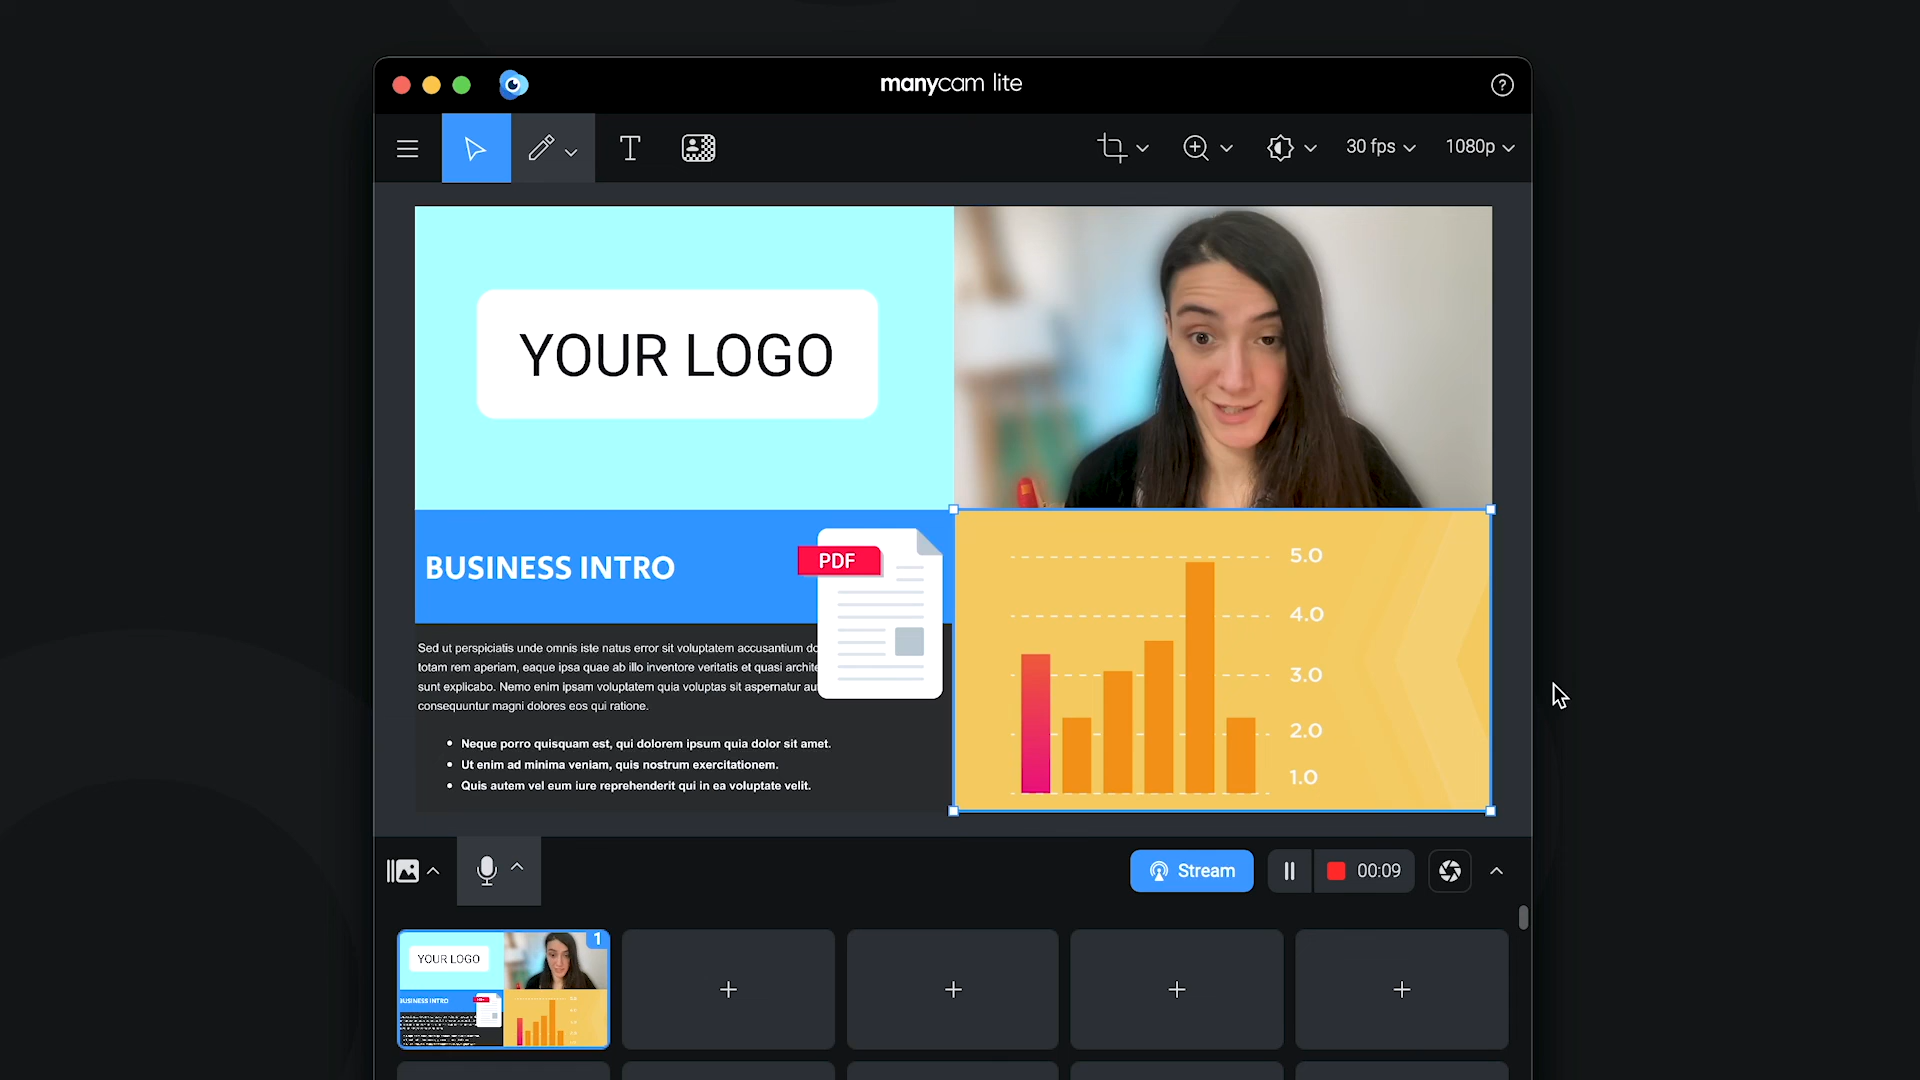 manycam lite
?
T
30 fps
1080p
YOUR LOGO
BUSINESS INTRO
PDF
Sed ut perspiciatis unde omnis iste natus error sit voluptatem accusantium
totam rem aperiam, eaque ipsa quae ab illo inventore veritatis et quasi
sunt explicabo. Nemo enim ipsam voluptatem quia voluptas sit aspernatur
consequuntur magni dolores eos qui ratione.
• Neque porro quisquam est, qui dolorem ipsum quia dolor sit amet.
• Ut enim ad minima veniam, quis nostrum exercitationem.
• Quis autem vel eum iure reprehenderit qui in ea voluptate velit.
5.0
4.0
3.0
2.0
1.0
Stream
00:09
YOUR LOGO
1
BUSINESS INTRO